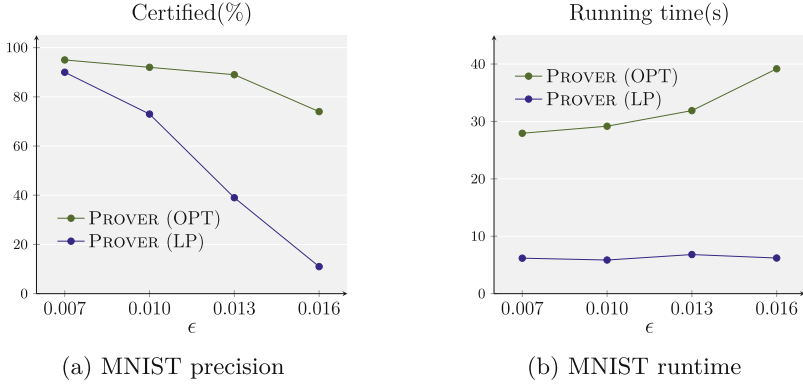 Certified(%)
100
80
60
40
20
0
PROVER (OPT)
PROVER (LP)
0.007 0.010 0.013 0.016
ϵ
(a) MNIST precision
Running time(s)
40
30
20
10
0
PROVER (OPT)
PROVER (LP)
0.007 0.010 0.013 0.016
ϵ
(b) MNIST runtime